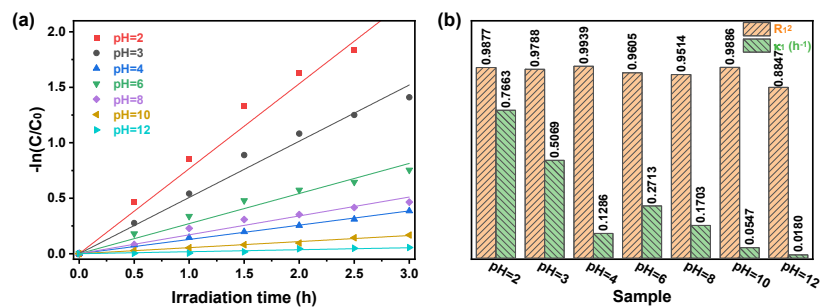 (a)
pH=2
pH=3
pH=4
pH=6
pH=8
pH=10
pH=12
2.0
1.5
1.0
0.5
0.0
-ln(C/C₀)
0.0 0.5 1.0 1.5 2.0 2.5 3.0
Irradiation time (h)
(b)
R₁²
κ₁ (h⁻¹)
0.9877
0.7663
0.9788
0.5069
0.9939
0.1286
0.9605
0.2713
0.9514
0.1703
0.9886
0.0547
0.8847
0.0180
pH=2 pH=3 pH=4 pH=6 pH=8 pH=10 pH=12
Sample